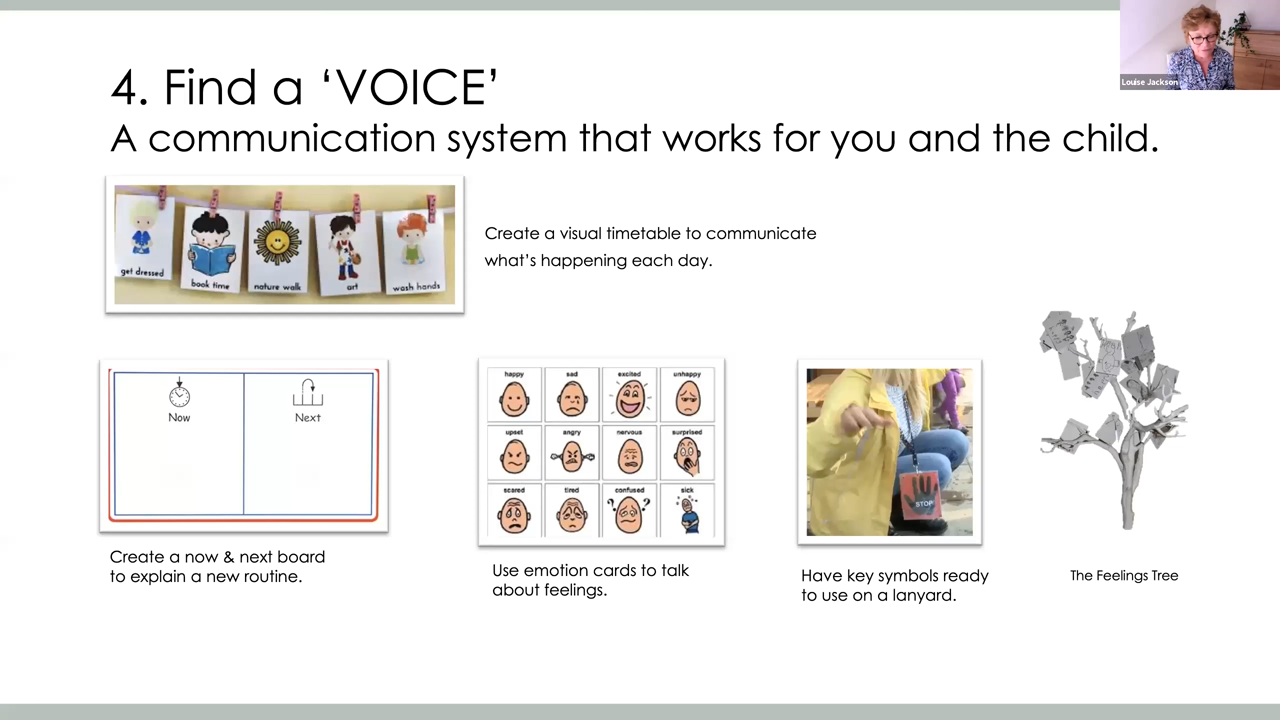 4. Find a ‘VOICE’
A communication system that works for you and the child.
Louise Jackson
get dressed
book time
nature walk
art
wash hands
Create a visual timetable to communicate
what’s happening each day.
Now
Next
Create a now & next board
to explain a new routine.
happy
sad
excited
unhappy
upset
angry
nervous
surprised
scared
tired
confused
sick
Use emotion cards to talk
about feelings.
STOP!
Have key symbols ready
to use on a lanyard.
The Feelings Tree